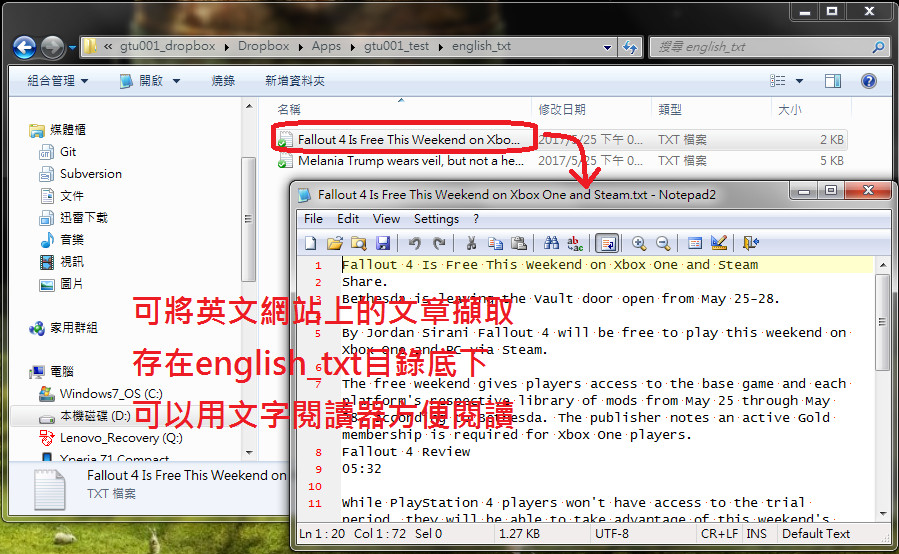 « gtu001_dropbox ▸ Dropbox ▸ Apps ▸ gtu001_test ▸ english_txt
搜尋 english_txt
組合管理 開啟 燒錄 新增資料夾
名稱 修改日期 類型 大小
Fallout 4 Is Free This Weekend on Xbo... 2017/5/25 下午 0... TXT 檔案 2 KB
Melania Trump wears veil, but not a he... 2017/5/25 下午 0... TXT 檔案 5 KB
媒體櫃
Git
Subversion
文件
迅雷下載
音樂
視訊
圖片
家用群組
電腦
Windows7_OS (C:)
本機磁碟 (D:)
Lenovo_Recovery (Q:)
Xperia Z1 Compact
Fallout 4 Is Free This Weekend on
TXT 檔案
Fallout 4 Is Free This Weekend on Xbox One and Steam.txt - Notepad2
File Edit View Settings ?
1 Fallout 4 Is Free This Weekend on Xbox One and Steam
2 Share.
3 Bethesda is leaving the Vault door open from May 25-28.
4
5 By Jordan Sirani Fallout 4 will be free to play this weekend on
Xbox One and PC via Steam.
6
7 The free weekend gives players access to the base game and each
platform's respective library of mods from May 25 through May
28, according to Bethesda. The publisher notes an active Gold
membership is required for Xbox One players.
8 Fallout 4 Review
9 05:32
10
11 While PlayStation 4 players won't have access to the trial
period, they will be able to take advantage of this weekend's
Ln 1 : 20 Col 1 : 72 Sel 0 1.27 KB UTF-8 CR+LF INS Default Text
可將英文網站上的文章擷取
存在english_txt目錄底下
可以用文字閱讀器方便閱讀